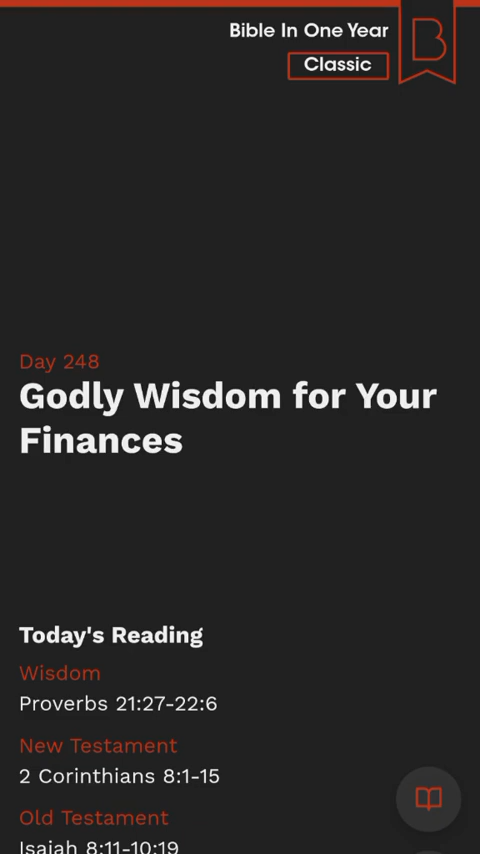 Bible In One Year
Classic
Day 248
Godly Wisdom for Your
Finances
Today's Reading
Wisdom
Proverbs 21:27-22:6
New Testament
2 Corinthians 8:1-15
Old Testament
Isaiah 8:11-10:19